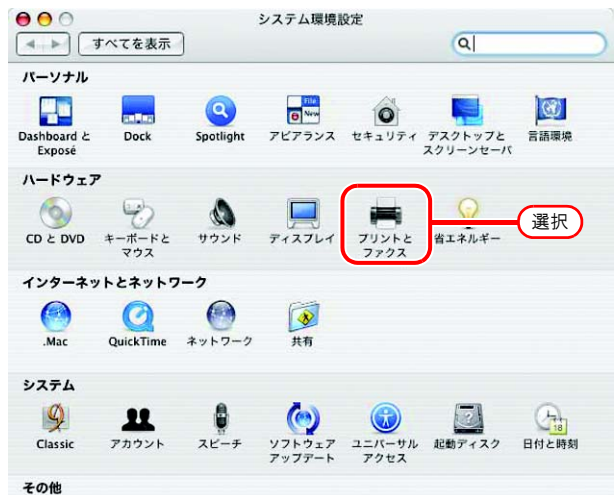 システム環境設定
すべてを表示
パーソナル
Dashboard と
Exposé
Dock
Spotlight
File
New
アピアランス
セキュリティ
デスクトップと
スクリーンセーバ
言語環境
ハードウェア
CD と DVD
キーボードと
マウス
サウンド
ディスプレイ
プリントと
ファクス
省エネルギー
選択
インターネットとネットワーク
.Mac
QuickTime
ネットワーク
共有
システム
9
Classic
アカウント
スピーチ
ソフトウェア
アップデート
ユニバーサル
アクセス
起動ディスク
18
日付と時刻
その他